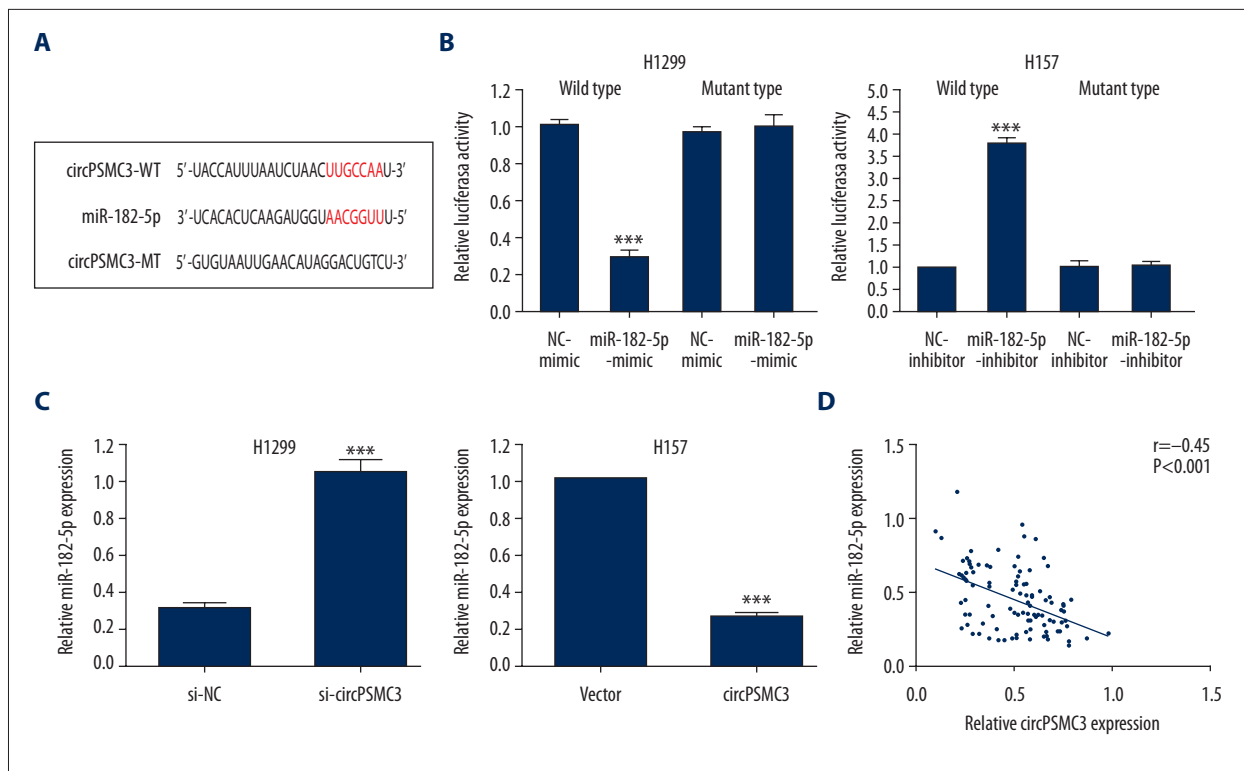 A
circPSMC3-WT 5′-UACCAUUUAAUCUAACUUGCCAAU-3′
miR-182-5p 3′-UCACACUCAAGAUGGUAACGGUUU-5′
circPSMC3-MT 5′-GUGUAAUUGAACAUAGGACUGTCU-3′
B
H1299
Wild type Mutant type
Relative luciferasa activity
1.2
1.0
0.8
0.6
0.4
0.2
0.0
***
NC-
mimic
miR-182-5p
-mimic
NC-
mimic
miR-182-5p
-mimic
H157
Wild type Mutant type
Relative luciferasa activity
5.0
4.5
4.0
3.5
3.0
2.5
2.0
1.5
1.0
0.5
0.0
***
NC-
inhibitor
miR-182-5p
-inhibitor
NC-
inhibitor
miR-182-5p
-inhibitor
C
H1299
Relative miR-182-5p expression
1.2
1.0
0.8
0.6
0.4
0.2
0.0
***
si-NC si-circPSMC3
H157
Relative miR-182-5p expression
1.2
1.0
0.8
0.6
0.4
0.2
0.0
***
Vector circPSMC3
D
r=−0.45
P<0.001
Relative miR-182-5p expression
1.5
1.0
0.5
0.0
0.0 0.5 1.0 1.5
Relative circPSMC3 expression